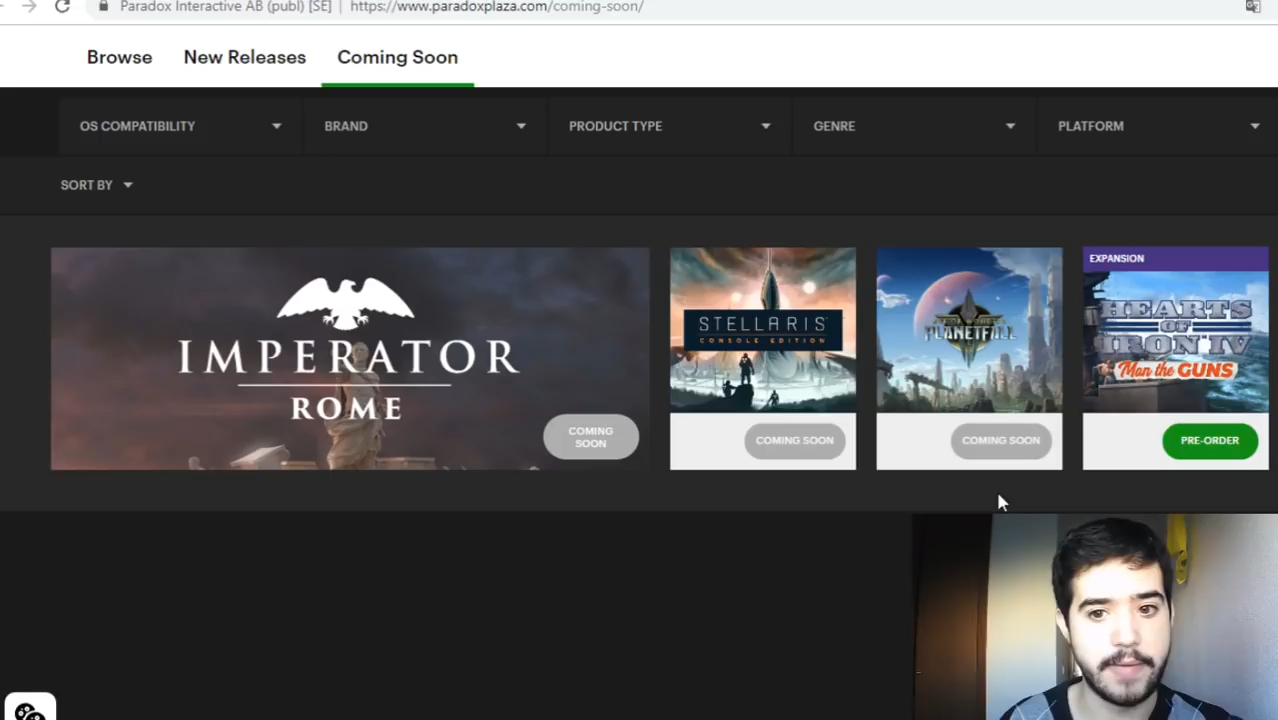 Paradox Interactive AB (publ) [SE] | https://www.paradoxplaza.com/coming-soon/
Browse New Releases Coming Soon
OS COMPATIBILITY BRAND PRODUCT TYPE GENRE PLATFORM
SORT BY
IMPERATOR
ROME
COMING
SOON
STELLARIS
CONSOLE EDITION
COMING SOON
PLANETFALL
COMING SOON
EXPANSION
HEARTS
OF
IRON IV
Man the GUNS
PRE-ORDER